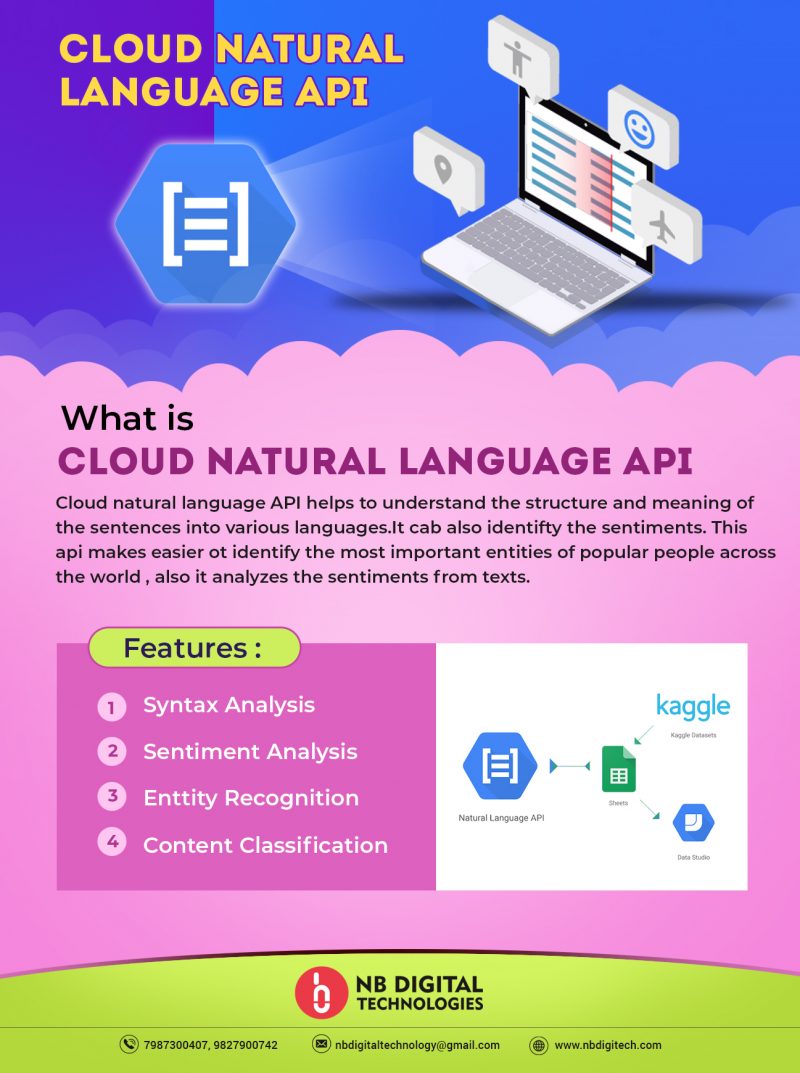 CLOUD NATURAL
LANGUAGE API
What is
CLOUD NATURAL LANGUAGE API
Cloud natural language API helps to understand the structure and meaning of
the sentences into various languages.It cab also identifty the sentiments. This
api makes easier ot identify the most important entities of popular people across
the world , also it analyzes the sentiments from texts.
Features :
1 Syntax Analysis
2 Sentiment Analysis
3 Enttity Recognition
4 Content Classification
kaggle
Kaggle Datasets
Natural Language API
Sheets
Data Studio
NB DIGITAL
TECHNOLOGIES
7987300407, 9827900742
nbdigitaltechnology@gmail.com
www.nbdigitech.com